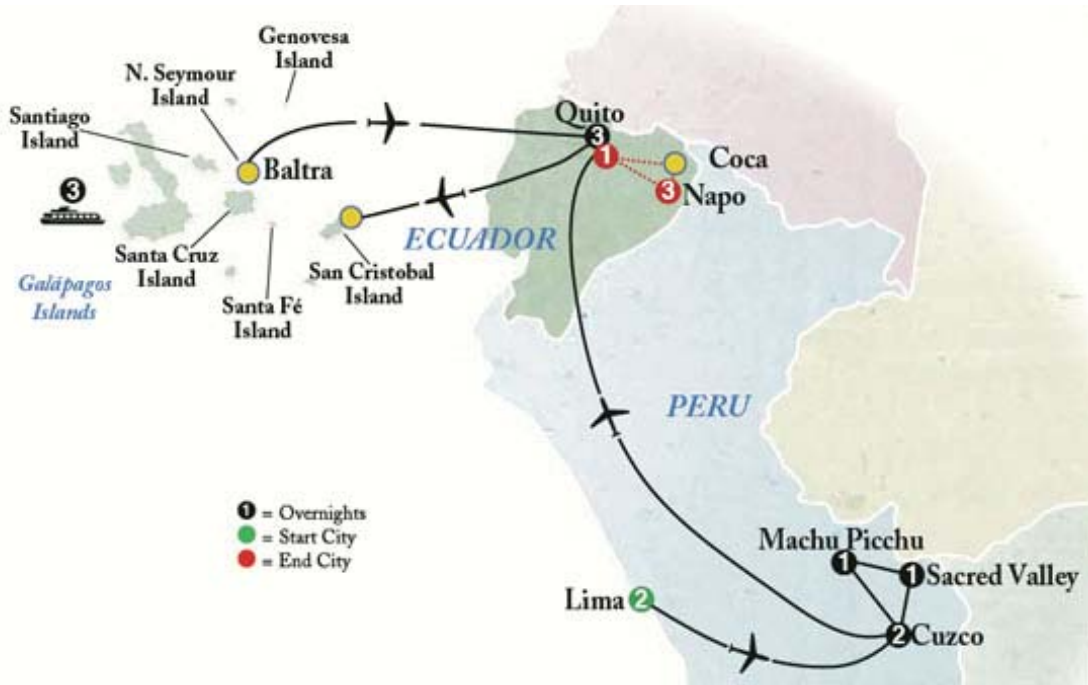 Genovesa
Island
N. Seymour
Island
Santiago
Island
Quito
3
1
Coca
3
Napo
Baltra
3
ECUADOR
Santa Cruz
Island
San Cristobal
Island
Galápagos
Islands
Santa Fé
Island
PERU
1 = Overnights
= Start City
= End City
Machu Picchu
1
1 Sacred Valley
Lima 2
2 Cuzco